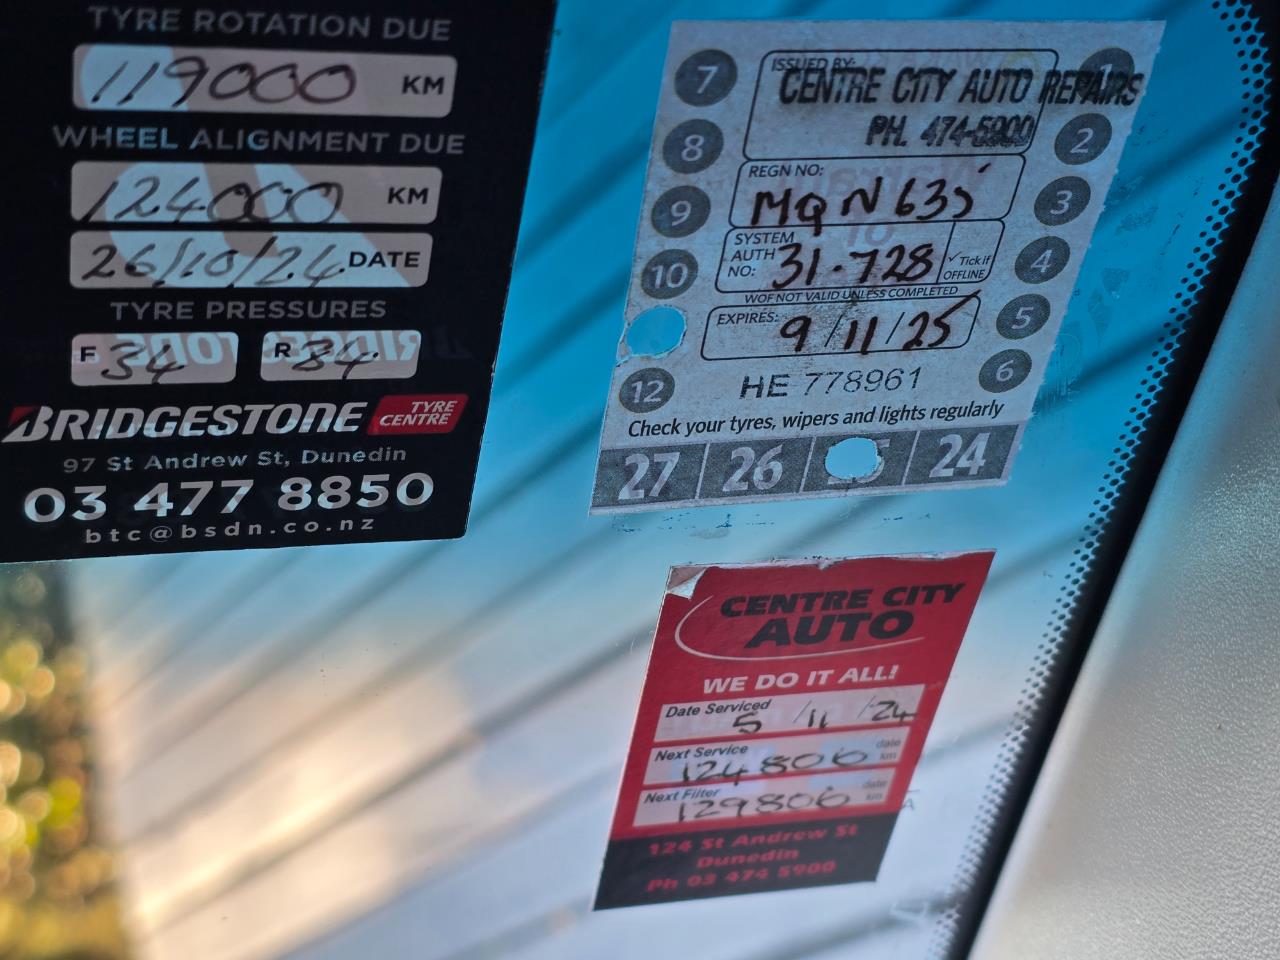 TYRE ROTATION DUE
119000 KM
WHEEL ALIGNMENT DUE
124000 KM
26/10/24 DATE
TYRE PRESSURES
F 34 R 34
BRIDGESTONE TYRE CENTRE
97 St Andrew St, Dunedin
03 477 8850
btc@bsdn.co.nz
7
8
9
10
12
ISSUED BY:
CENTRE CITY AUTO REPAIRS
PH. 474-5900
REGN NO:
MQN635
SYSTEM AUTH NO: 31.728
✓ Tick if OFFLINE
WOF NOT VALID UNLESS COMPLETED
EXPIRES: 9/11/25
1
2
3
4
5
6
HE 778961
Check your tyres, wipers and lights regularly
27 26 24
CENTRE CITY
AUTO
WE DO IT ALL!
Date Serviced 5/11/24
Next Service 124806 date km
Next Filter 129806 date km
124 St Andrew St
Dunedin
Ph 03 474 5900